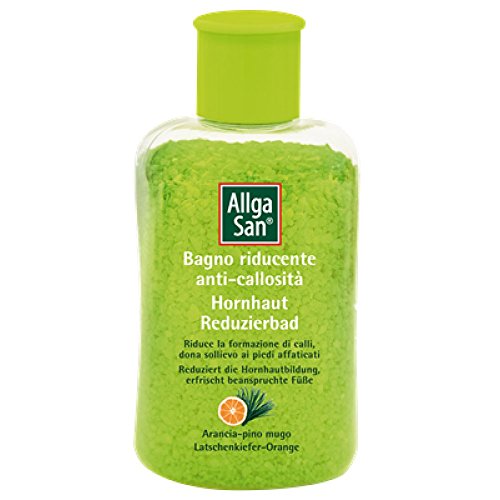 Allga
San®
Bagno riducente
anti-callosità
Hornhaut
Reduzierbad
Riduce la formazione di calli,
dona sollievo ai piedi affaticati
Reduziert die Hornhautbildung,
erfrischt beanspruchte Füße
Arancia-pino mugo
Latschenkiefer-Orange